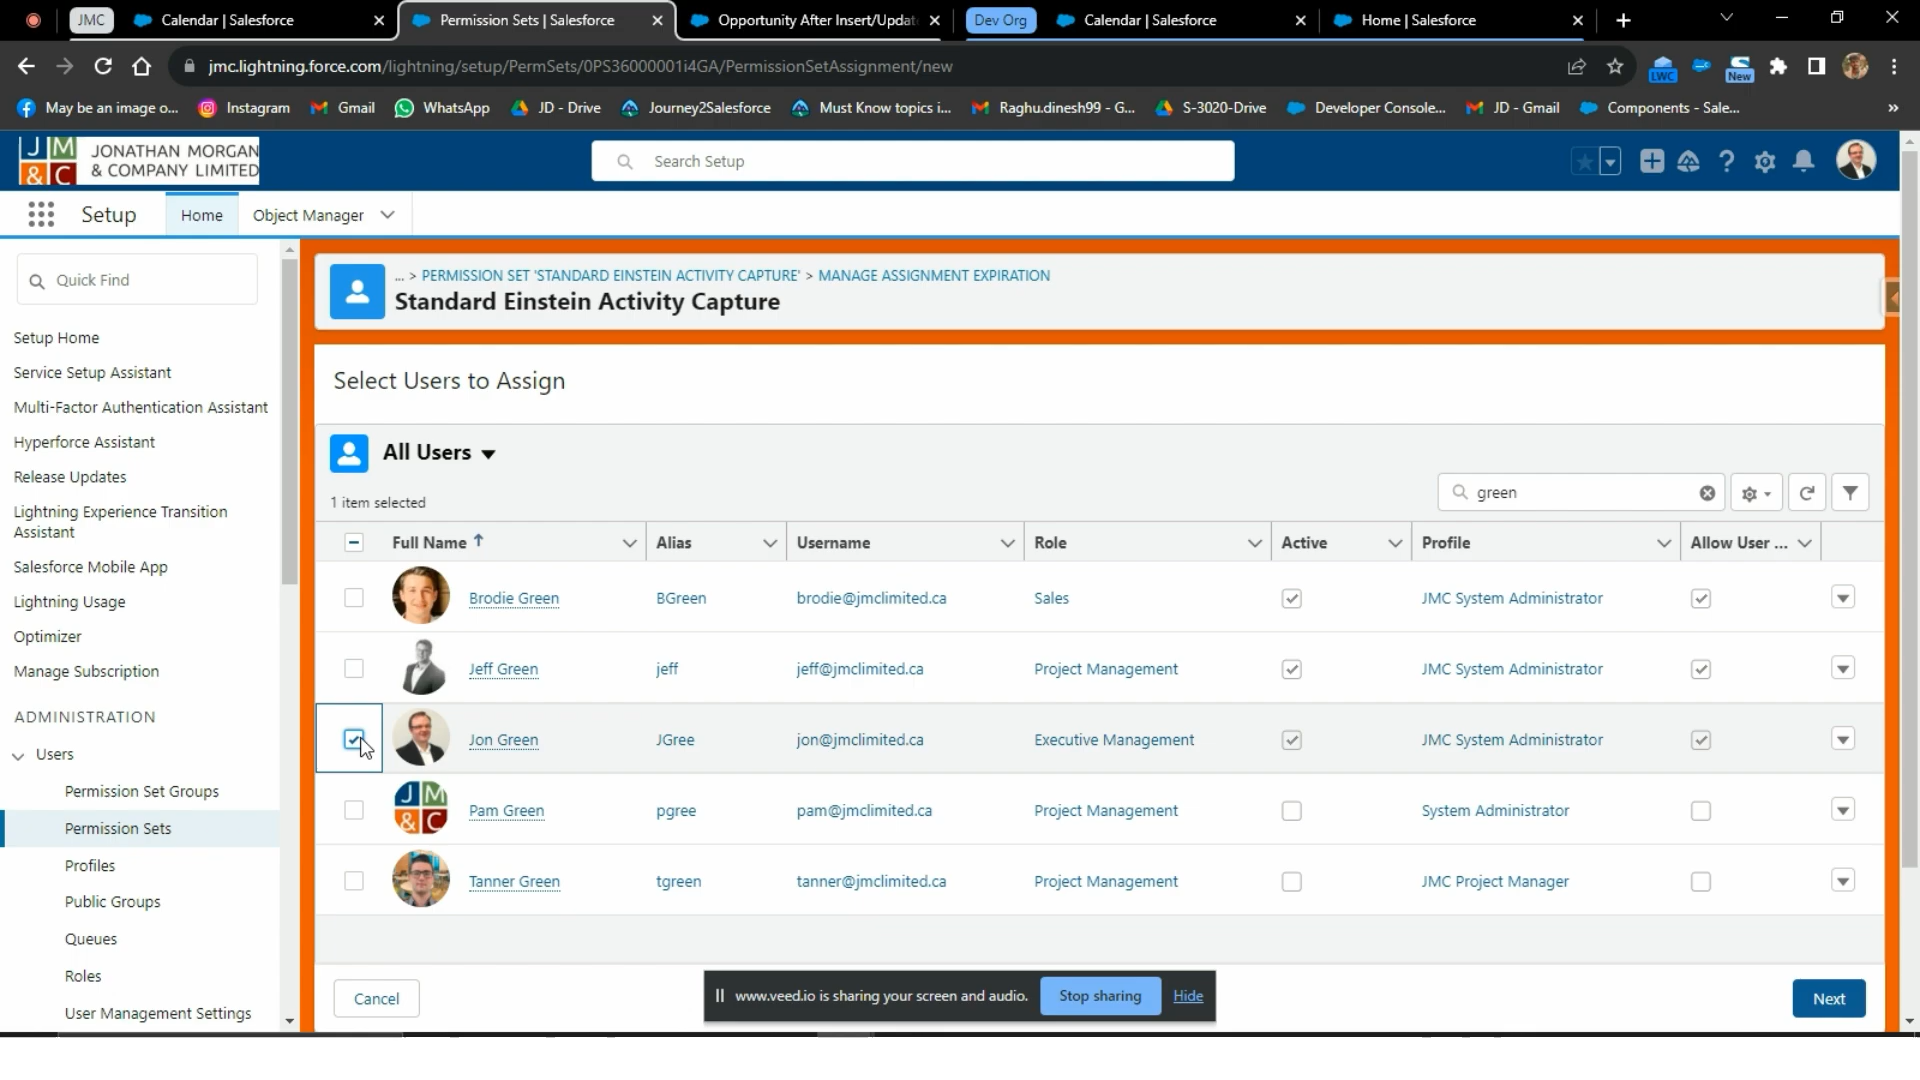 JMC
Calendar | Salesforce
Permission Sets | Salesforce
Opportunity After Insert/Updat
Dev Org
Calendar | Salesforce
Home | Salesforce
jmc.lightning.force.com/lightning/setup/PermSets/0PS36000001i4GA/PermissionSetAssignment/new
LWC
New
May be an image o...
Instagram
Gmail
WhatsApp
JD - Drive
Journey2Salesforce
Must Know topics i...
Raghu.dinesh99 - G...
S-3020-Drive
Developer Console...
JD - Gmail
Components - Sale...
»
J M & C
JONATHAN MORGAN
& COMPANY LIMITED
Search Setup
Setup
Home
Object Manager
Quick Find
Setup Home
Service Setup Assistant
Multi-Factor Authentication Assistant
Hyperforce Assistant
Release Updates
Lightning Experience Transition
Assistant
Salesforce Mobile App
Lightning Usage
Optimizer
Manage Subscription
ADMINISTRATION
Users
Permission Set Groups
Permission Sets
Profiles
Public Groups
Queues
Roles
User Management Settings
... > PERMISSION SET 'STANDARD EINSTEIN ACTIVITY CAPTURE' > MANAGE ASSIGNMENT EXPIRATION
Standard Einstein Activity Capture
Select Users to Assign
All Users
1 item selected
green
Full Name Alias Username Role Active Profile Allow User ...
Brodie Green BGreen brodie@jmclimited.ca Sales JMC System Administrator
Jeff Green jeff jeff@jmclimited.ca Project Management JMC System Administrator
Jon Green JGree jon@jmclimited.ca Executive Management JMC System Administrator
J M & C
Pam Green pgree pam@jmclimited.ca Project Management System Administrator
Tanner Green tgreen tanner@jmclimited.ca Project Management JMC Project Manager
Cancel
www.veed.io is sharing your screen and audio.
Stop sharing
Hide
Next